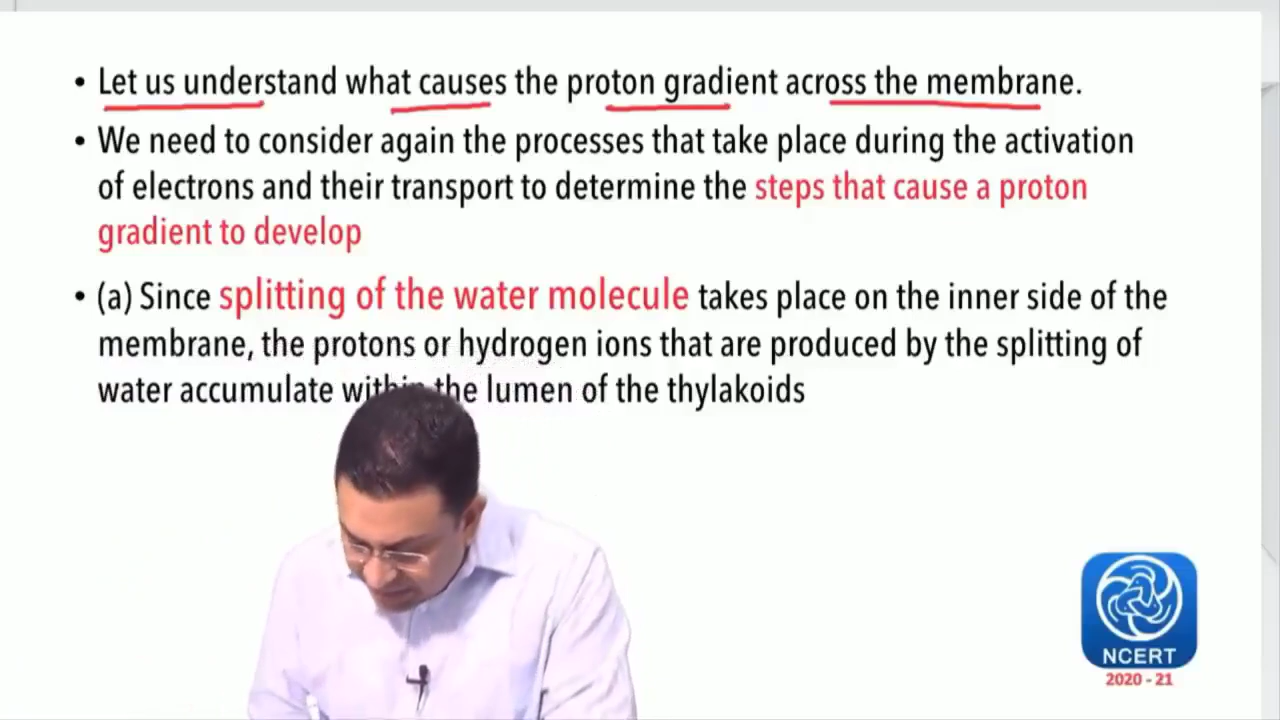 • Let us understand what causes the proton gradient across the membrane.
• We need to consider again the processes that take place during the activation
of electrons and their transport to determine the steps that cause a proton
gradient to develop
• (a) Since splitting of the water molecule takes place on the inner side of the
membrane, the protons or hydrogen ions that are produced by the splitting of
water accumulate within the lumen of the thylakoids
NCERT
2020 - 21